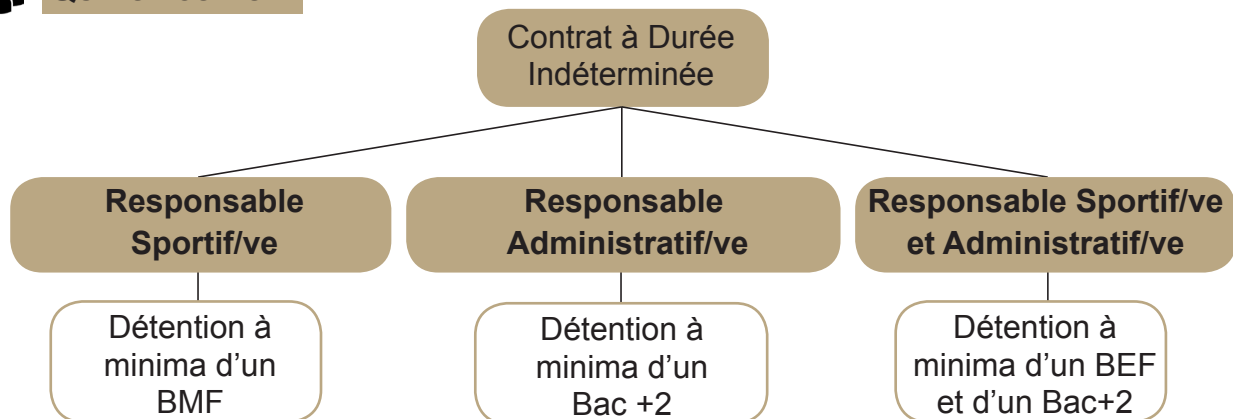 Contrat à Durée
Indéterminée
Responsable
Sportif/ve
Responsable
Administratif/ve
Responsable Sportif/ve
et Administratif/ve
Détention à
minima d’un
BMF
Détention à
minima d’un
Bac +2
Détention à
minima d’un BEF
et d’un Bac+2